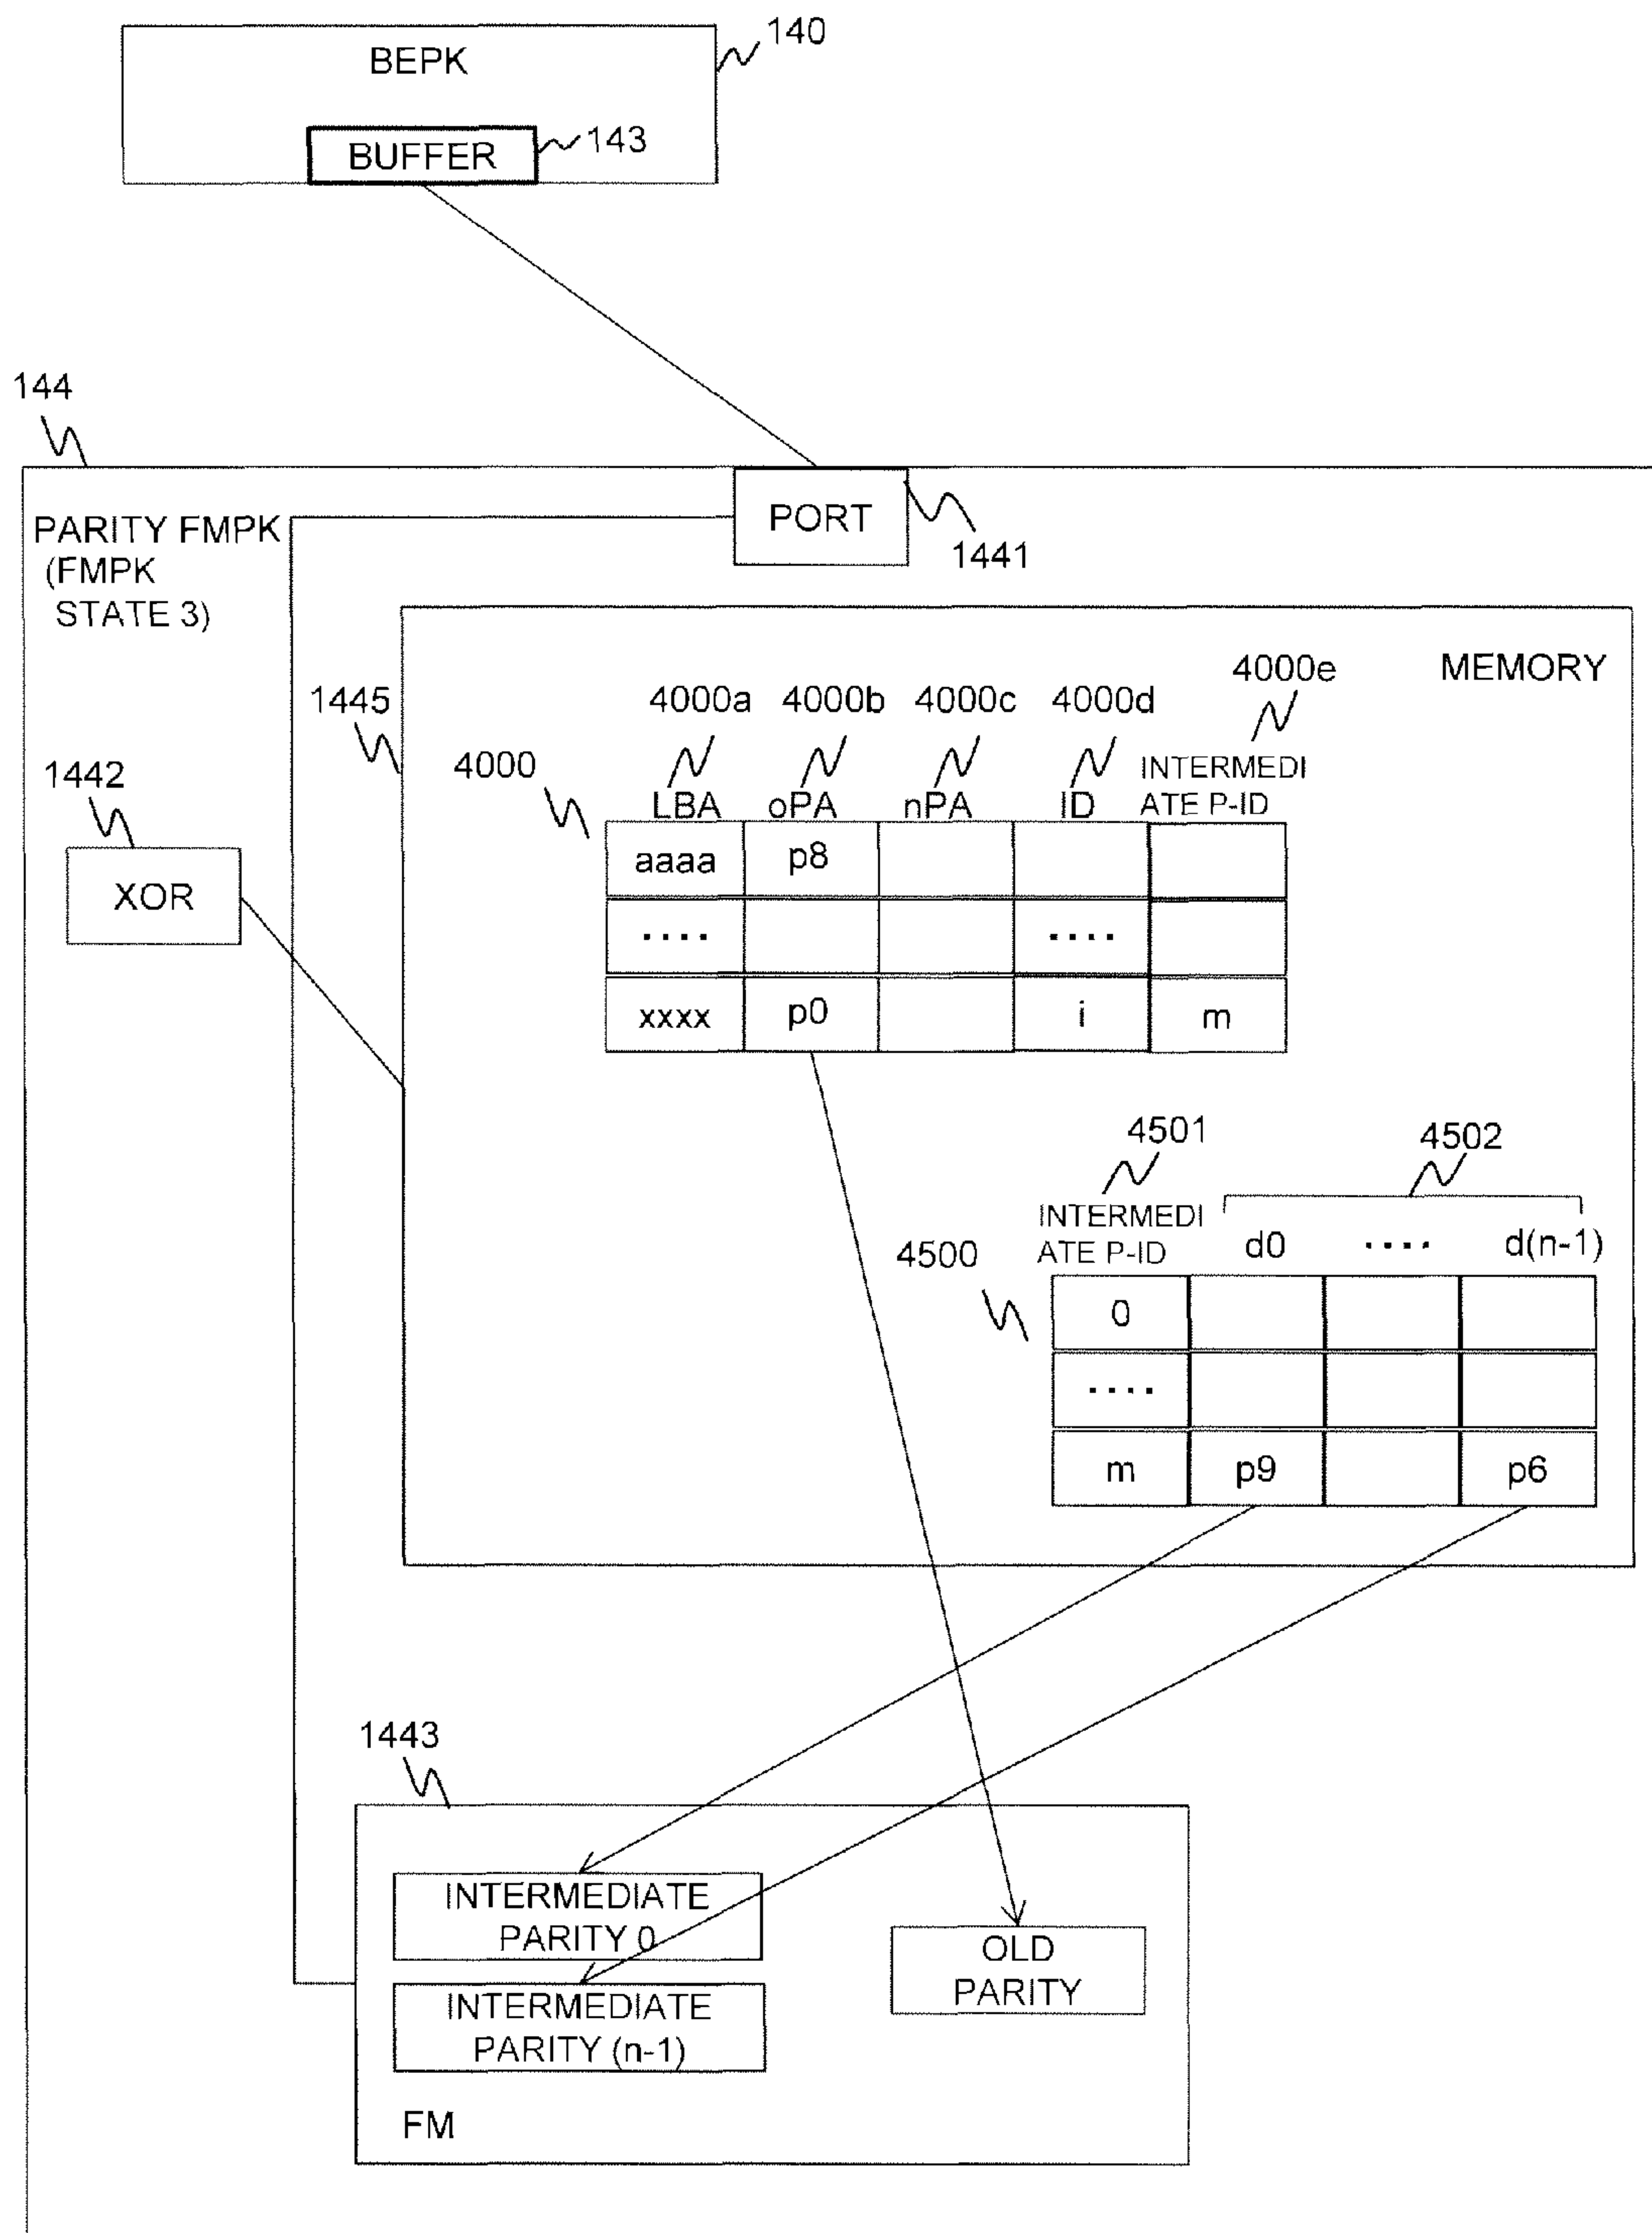 140
BEPK
143
BUFFER
144
PORT
1441
PARITY FMPK
(FMPK
STATE 3)
MEMORY
4000e
1445
4000a
4000b
4000c
4000d
4000
INTERMEDI
ATE P-ID
LBA
oPA
nPA
ID
1442
XOR
aaaa
p8
....
....
xxxx
p0
i
m
4501
4502
INTERMEDI
ATE P-ID
4500
d0
....
d(n-1)
0
....
m
p9
p6
1443
INTERMEDIATE
PARITY 0
OLD
PARITY
INTERMEDIATE
PARITY (n-1)
FM